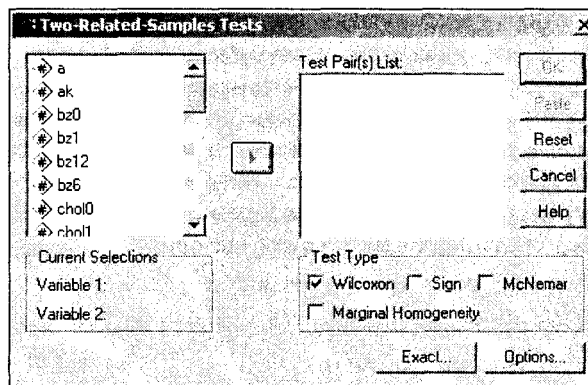 Two-Related-Samples Tests
a
ak
bz0
bz1
bz12
bz6
chol0
chol1
Test Pair(s) List:
OK
Paste
Reset
Cancel
Help
Current Selections
Variable 1:
Variable 2:
Test Type
Wilcoxon
Sign
McNemar
Marginal Homogeneity
Exact...
Options...